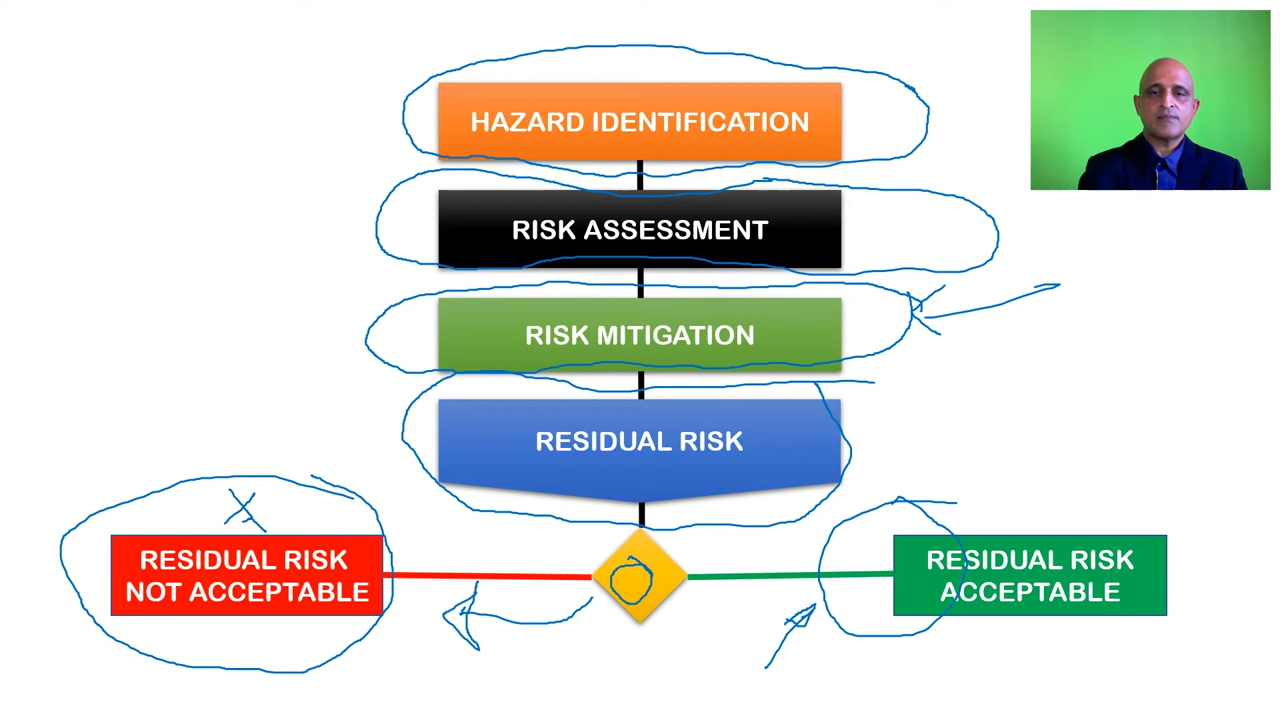 HAZARD IDENTIFICATION
RISK ASSESSMENT
RISK MITIGATION
RESIDUAL RISK
RESIDUAL RISK
NOT ACCEPTABLE
RESIDUAL RISK
ACCEPTABLE